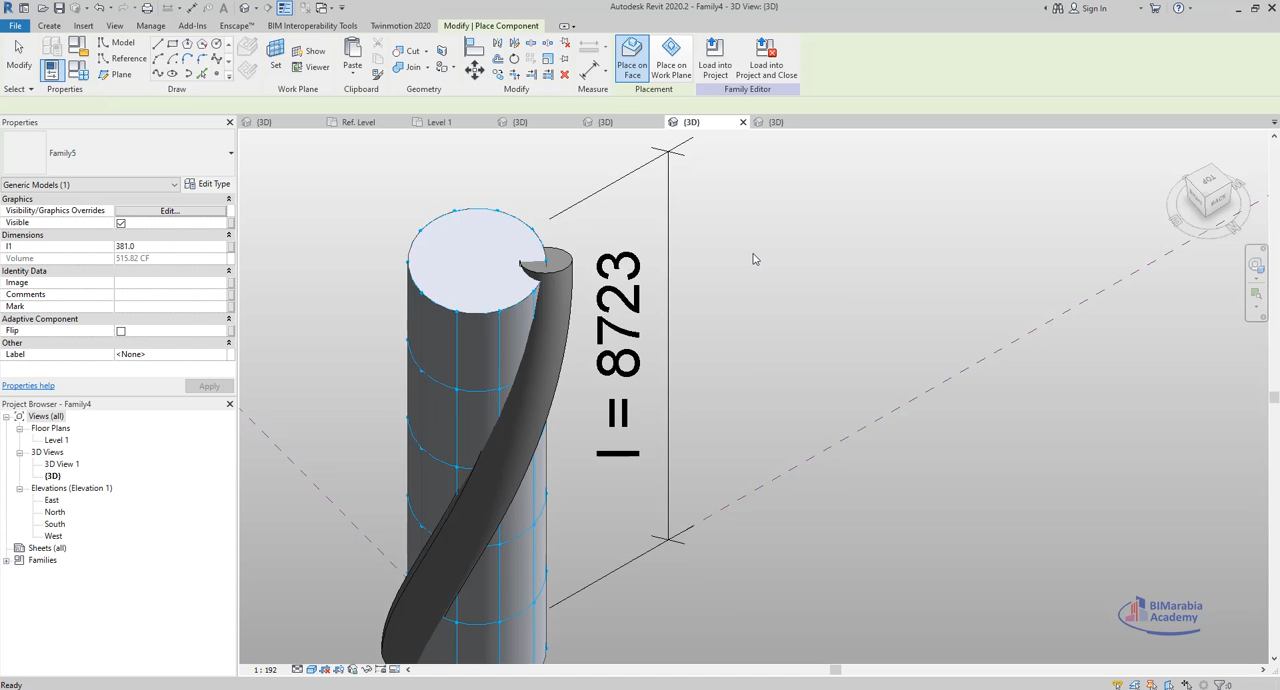 Autodesk Revit 2020.2 - Family4 - 3D View: {3D}
Sign In
File Create Insert View Manage Add-Ins Enscape™ BIM Interoperability Tools Twinmotion 2020 Modify | Place Component
Modify
Model
Reference
Plane
Set
Show
Viewer
Paste
Cut
Join
Place on Face
Place on Work Plane
Load into Project
Load into Project and Close
Select Properties Draw Work Plane Clipboard Geometry Modify Measure Placement Family Editor
Properties
{3D} Ref. Level Level 1 {3D} {3D} {3D} {3D}
Family5
Generic Models (1) Edit Type
Graphics
Visibility/Graphics Overrides Edit...
Visible
Dimensions
l1 381.0
Volume 515.82 CF
Identity Data
Image
Comments
Mark
Adaptive Component
Flip
Other
Label <None>
Properties help Apply
Project Browser - Family4
Views (all)
Floor Plans
Level 1
3D Views
3D View 1
{3D}
Elevations (Elevation 1)
East
North
South
West
Sheets (all)
Families
l = 8723
TOP
BACK
BIMarabia
Academy
1 : 192
Ready
:0